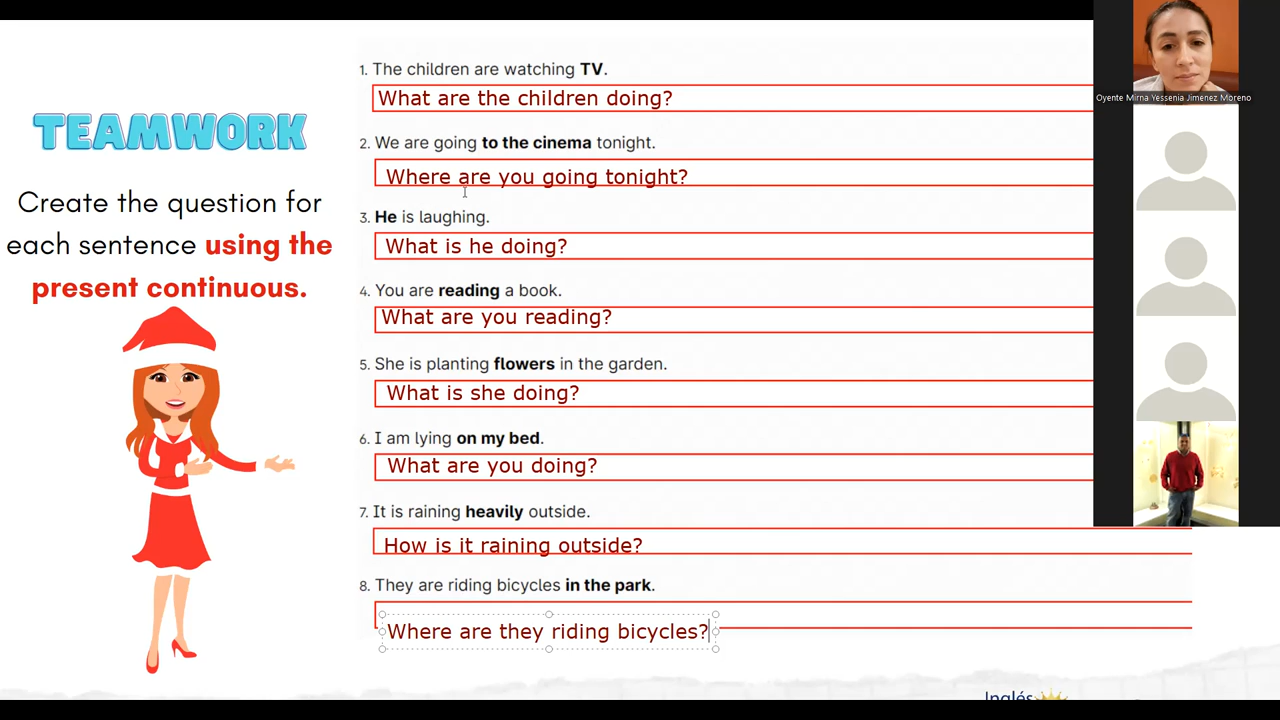 TEAMWORK
Create the question for
each sentence using the
present continuous.
1. The children are watching TV.
What are the children doing?
2. We are going to the cinema tonight.
Where are you going tonight?
3. He is laughing.
What is he doing?
4. You are reading a book.
What are you reading?
5. She is planting flowers in the garden.
What is she doing?
6. I am lying on my bed.
What are you doing?
7. It is raining heavily outside.
How is it raining outside?
8. They are riding bicycles in the park.
Where are they riding bicycles?
Oyente Mirna Yessenia Jimenez Moreno
Inglés